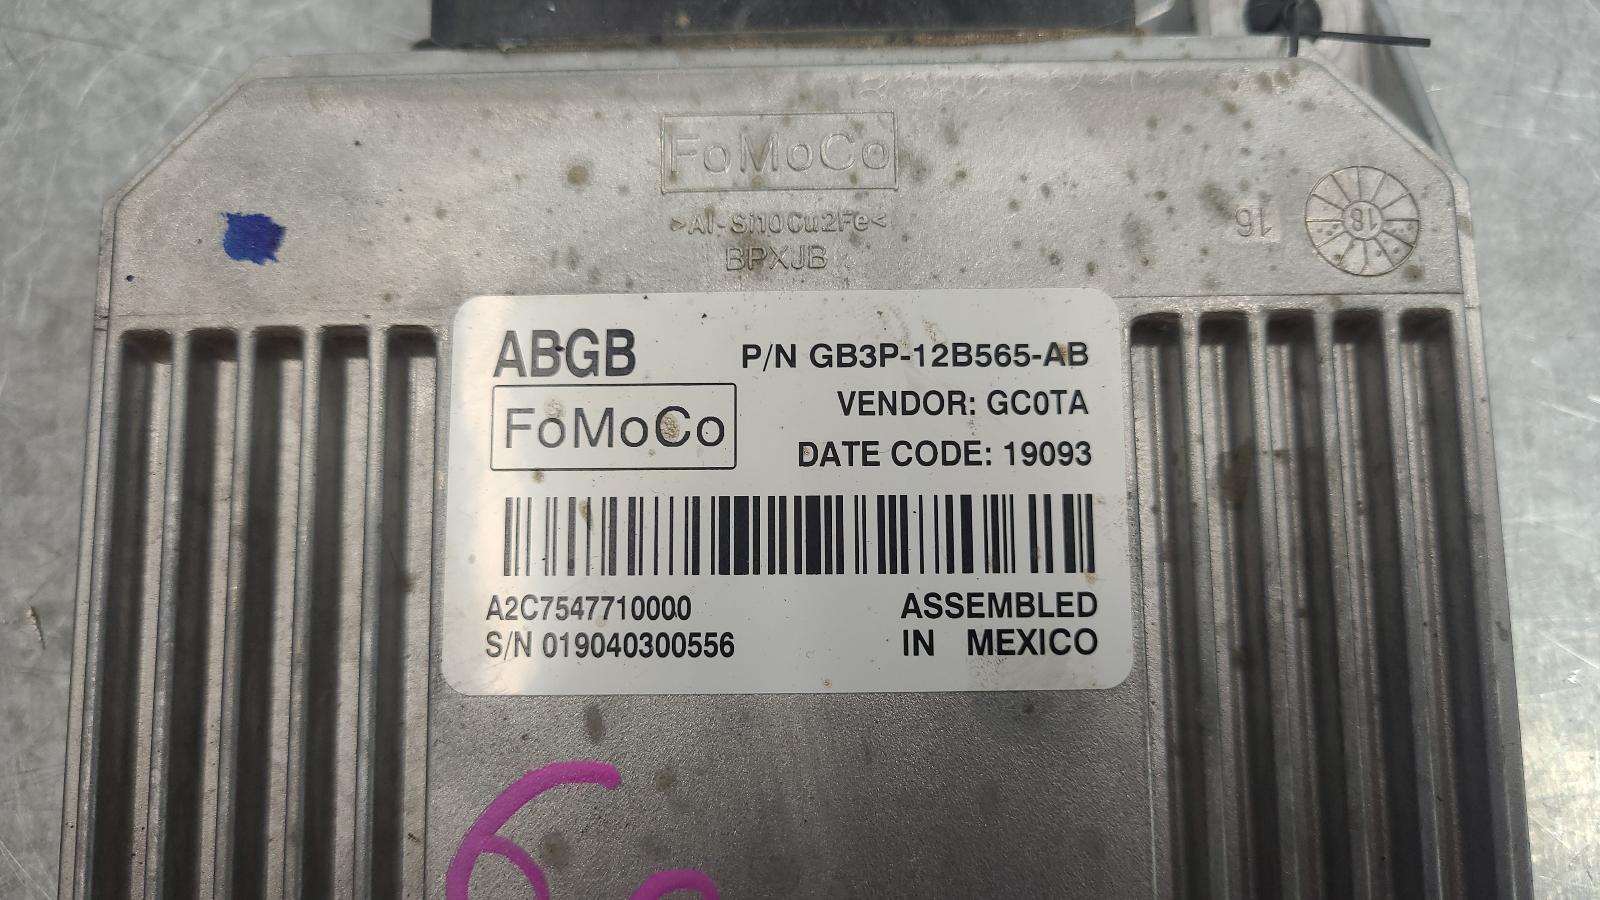 FoMoCo
>Al-Si10Cu2Fe<
BPXJB
16
18
ABGB
P/N GB3P-12B565-AB
FoMoCo
VENDOR: GC0TA
DATE CODE: 19093
A2C7547710000
ASSEMBLED
S/N 019040300556
IN MEXICO
6